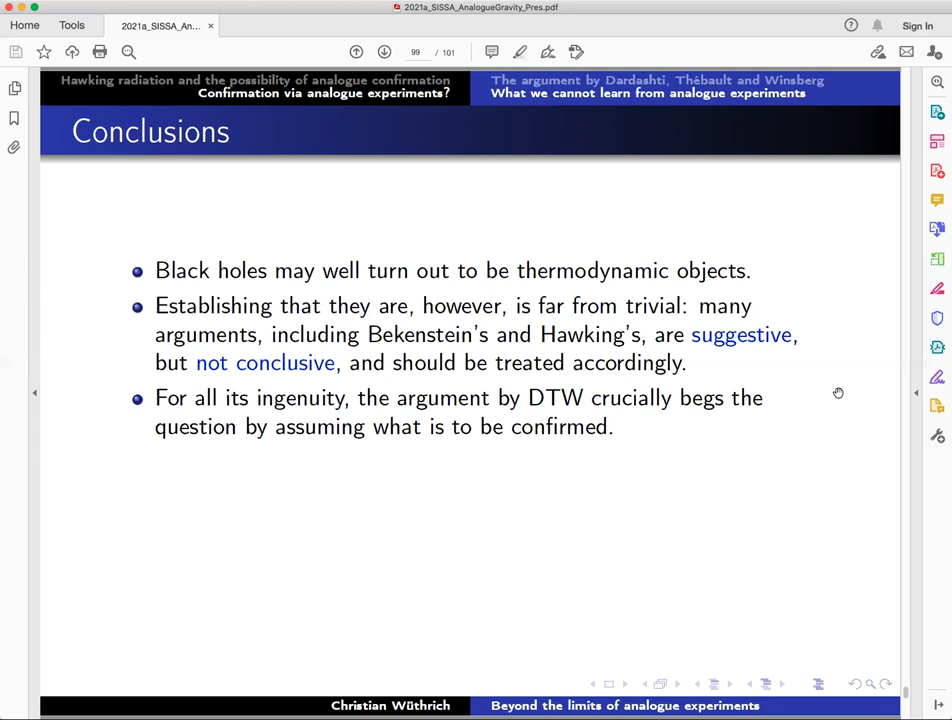 2021a_SISSA_AnalogueGravity_Pres.pdf
Home Tools 2021a_SISSA_An... × Sign In
99 / 101
Hawking radiation and the possibility of analogue confirmation
Confirmation via analogue experiments?
The argument by Dardashti, Thébault and Winsberg
What we cannot learn from analogue experiments
Conclusions
Black holes may well turn out to be thermodynamic objects.
Establishing that they are, however, is far from trivial: many
arguments, including Bekenstein's and Hawking's, are suggestive,
but not conclusive, and should be treated accordingly.
For all its ingenuity, the argument by DTW crucially begs the
question by assuming what is to be confirmed.
Christian Wüthrich Beyond the limits of analogue experiments